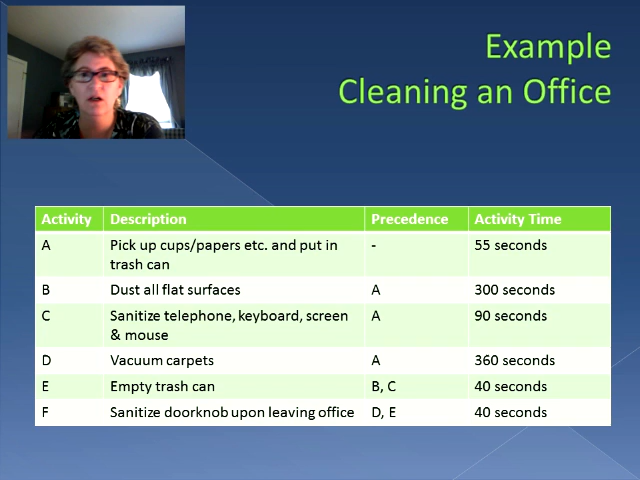 Example
Cleaning an Office
Activity Description Precedence Activity Time
A Pick up cups/papers etc. and put in - 55 seconds
trash can
B Dust all flat surfaces A 300 seconds
C Sanitize telephone, keyboard, screen A 90 seconds
& mouse
D Vacuum carpets A 360 seconds
E Empty trash can B, C 40 seconds
F Sanitize doorknob upon leaving office D, E 40 seconds